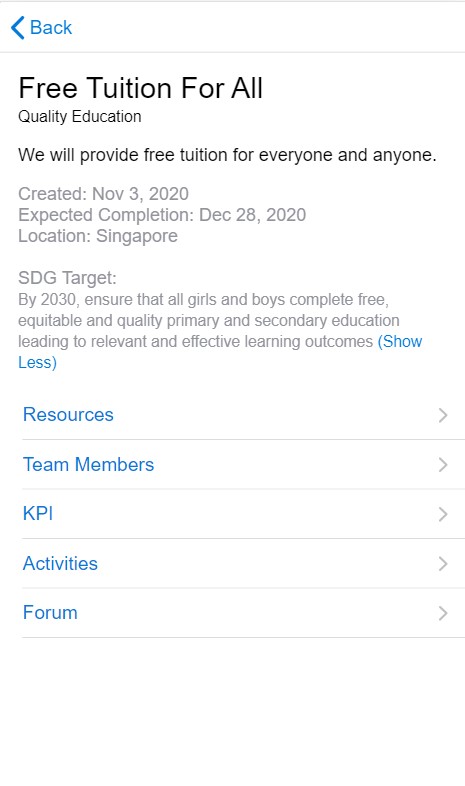 Back
Free Tuition For All
Quality Education
We will provide free tuition for everyone and anyone.
Created: Nov 3, 2020
Expected Completion: Dec 28, 2020
Location: Singapore
SDG Target:
By 2030, ensure that all girls and boys complete free,
equitable and quality primary and secondary education
leading to relevant and effective learning outcomes (Show
Less)
Resources
Team Members
KPI
Activities
Forum